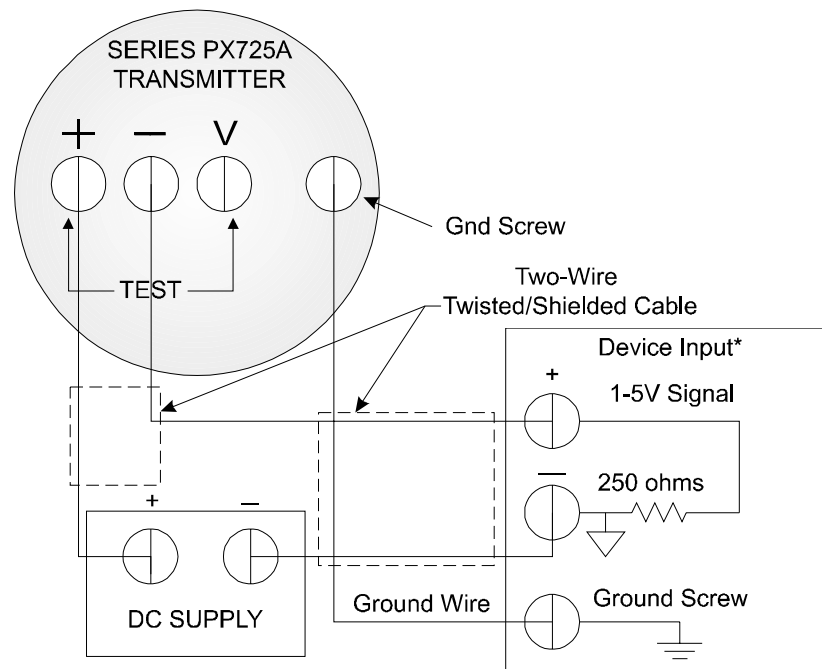 SERIES PX725A
TRANSMITTER
+ − V
Gnd Screw
TEST
Two-Wire
Twisted/Shielded Cable
Device Input*
+
1-5V Signal
−
250 ohms
+ −
DC SUPPLY
Ground Wire
Ground Screw